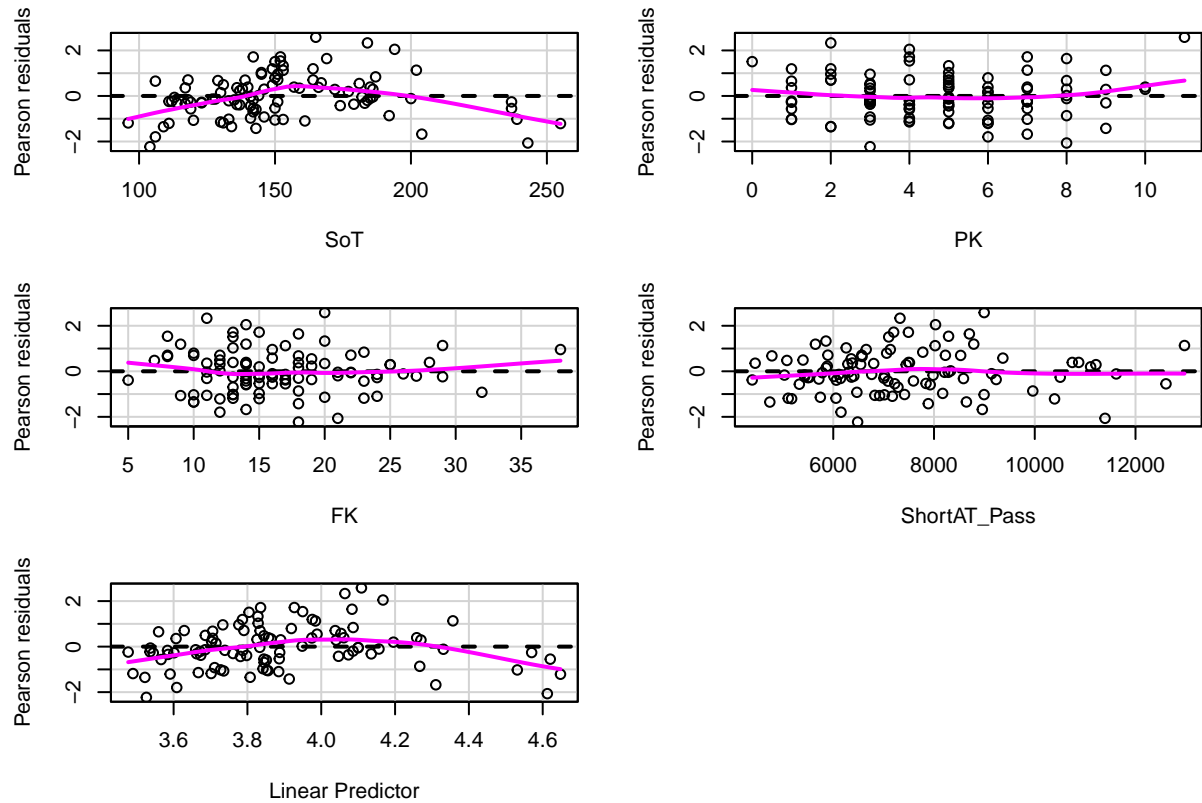 Pearson residuals
2
0
−2
100 150 200 250
SoT
Pearson residuals
2
0
−2
0 2 4 6 8 10
PK
Pearson residuals
2
0
−2
5 10 15 20 25 30 35
FK
Pearson residuals
2
0
−2
6000 8000 10000 12000
ShortAT_Pass
Pearson residuals
2
0
−2
3.6 3.8 4.0 4.2 4.4 4.6
Linear Predictor